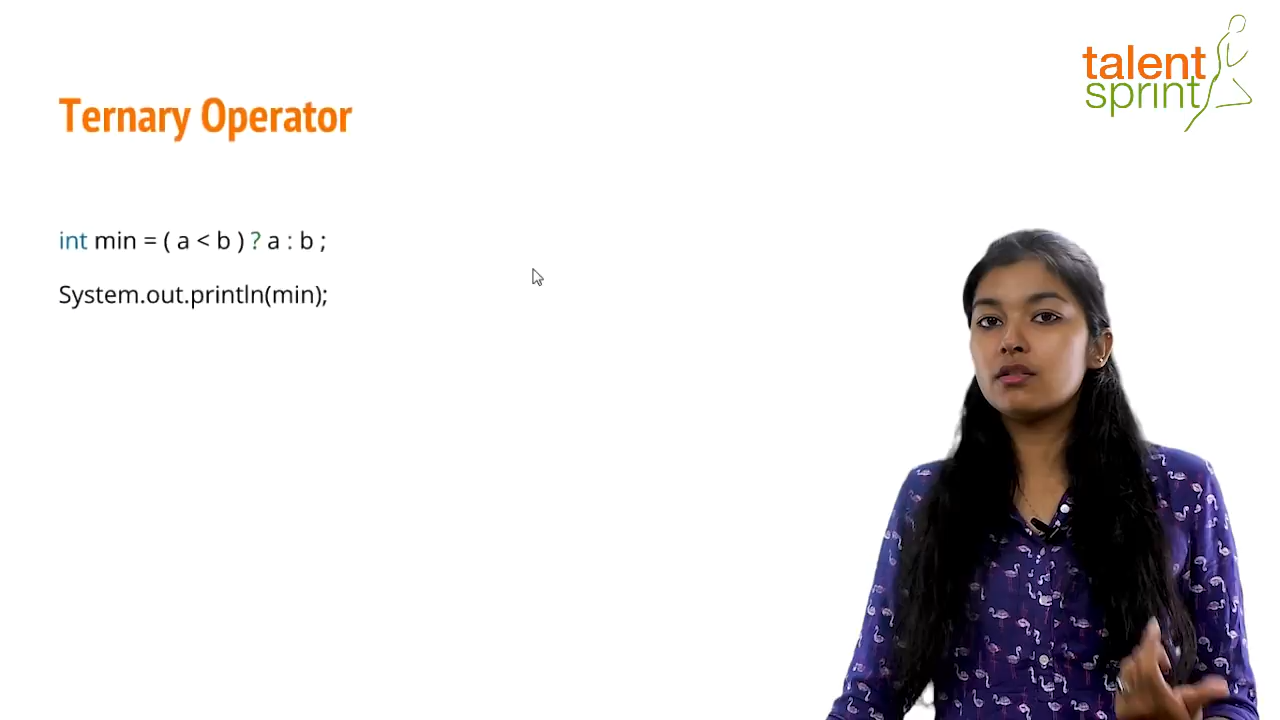 talent
sprint
Ternary Operator
int min = ( a < b ) ? a : b ;
System.out.println(min);